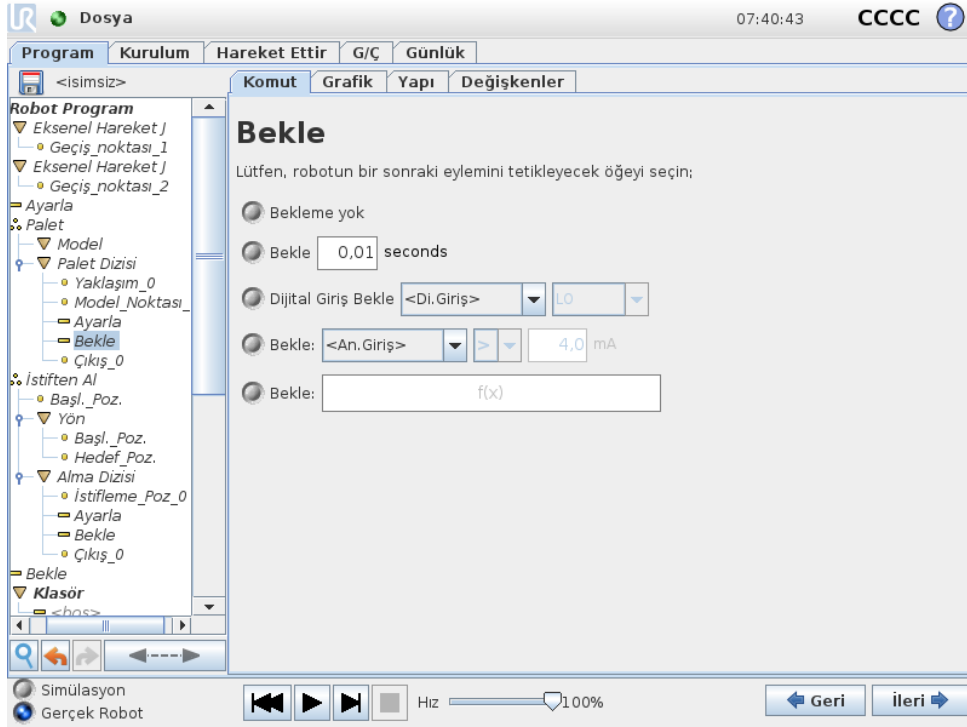 UR Dosya 07:40:43 CCCC ?
Program Kurulum Hareket Ettir G/Ç Günlük
<isimsiz>
Komut Grafik Yapı Değişkenler
Robot Program
Eksenel Hareket J
Geçiş_noktası_1
Eksenel Hareket J
Geçiş_noktası_2
Ayarla
Palet
Model
Palet Dizisi
Yaklaşım_0
Model_Noktası_
Ayarla
Bekle
Çıkış_0
İstiften Al
Başl._Poz.
Yön
Başl._Poz.
Hedef_Poz.
Alma Dizisi
İstifleme_Poz_0
Ayarla
Bekle
Çıkış_0
Bekle
Klasör
<boş>
Bekle
Lütfen, robotun bir sonraki eylemini tetikleyecek öğeyi seçin;
Bekleme yok
Bekle 0,01 seconds
Dijital Giriş Bekle <Di.Giriş> LO
Bekle: <An.Giriş> > 4,0 mA
Bekle: f(x)
Simülasyon
Gerçek Robot
Hız 100%
Geri İleri